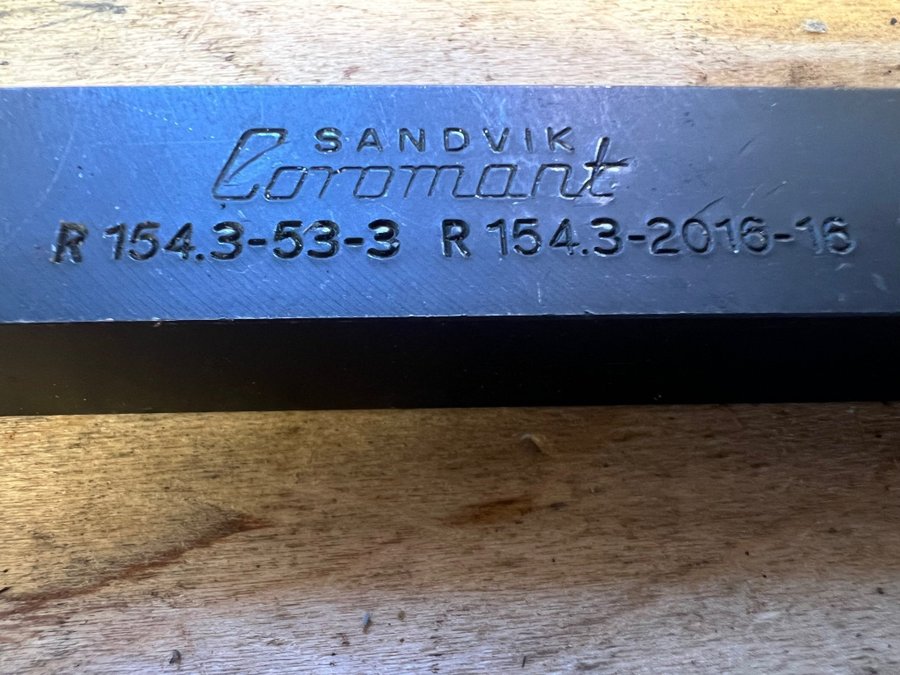 SANDVIK
Coromant
R 154.3-53-3 R 154.3-2016-16